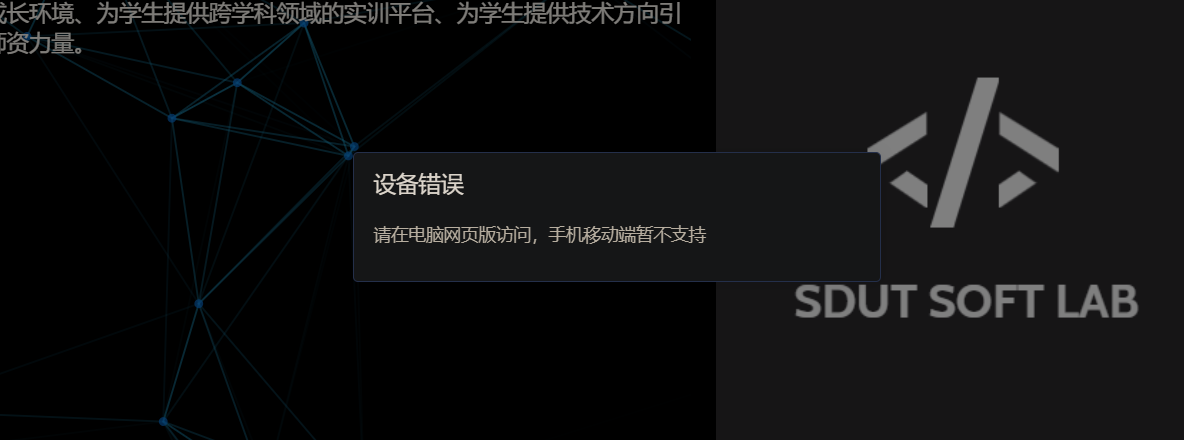 成长环境、为学生提供跨学科领域的实训平台、为学生提供技术方向引
师资力量。
设备错误
请在电脑网页版访问，手机移动端暂不支持
SDUT SOFT LAB